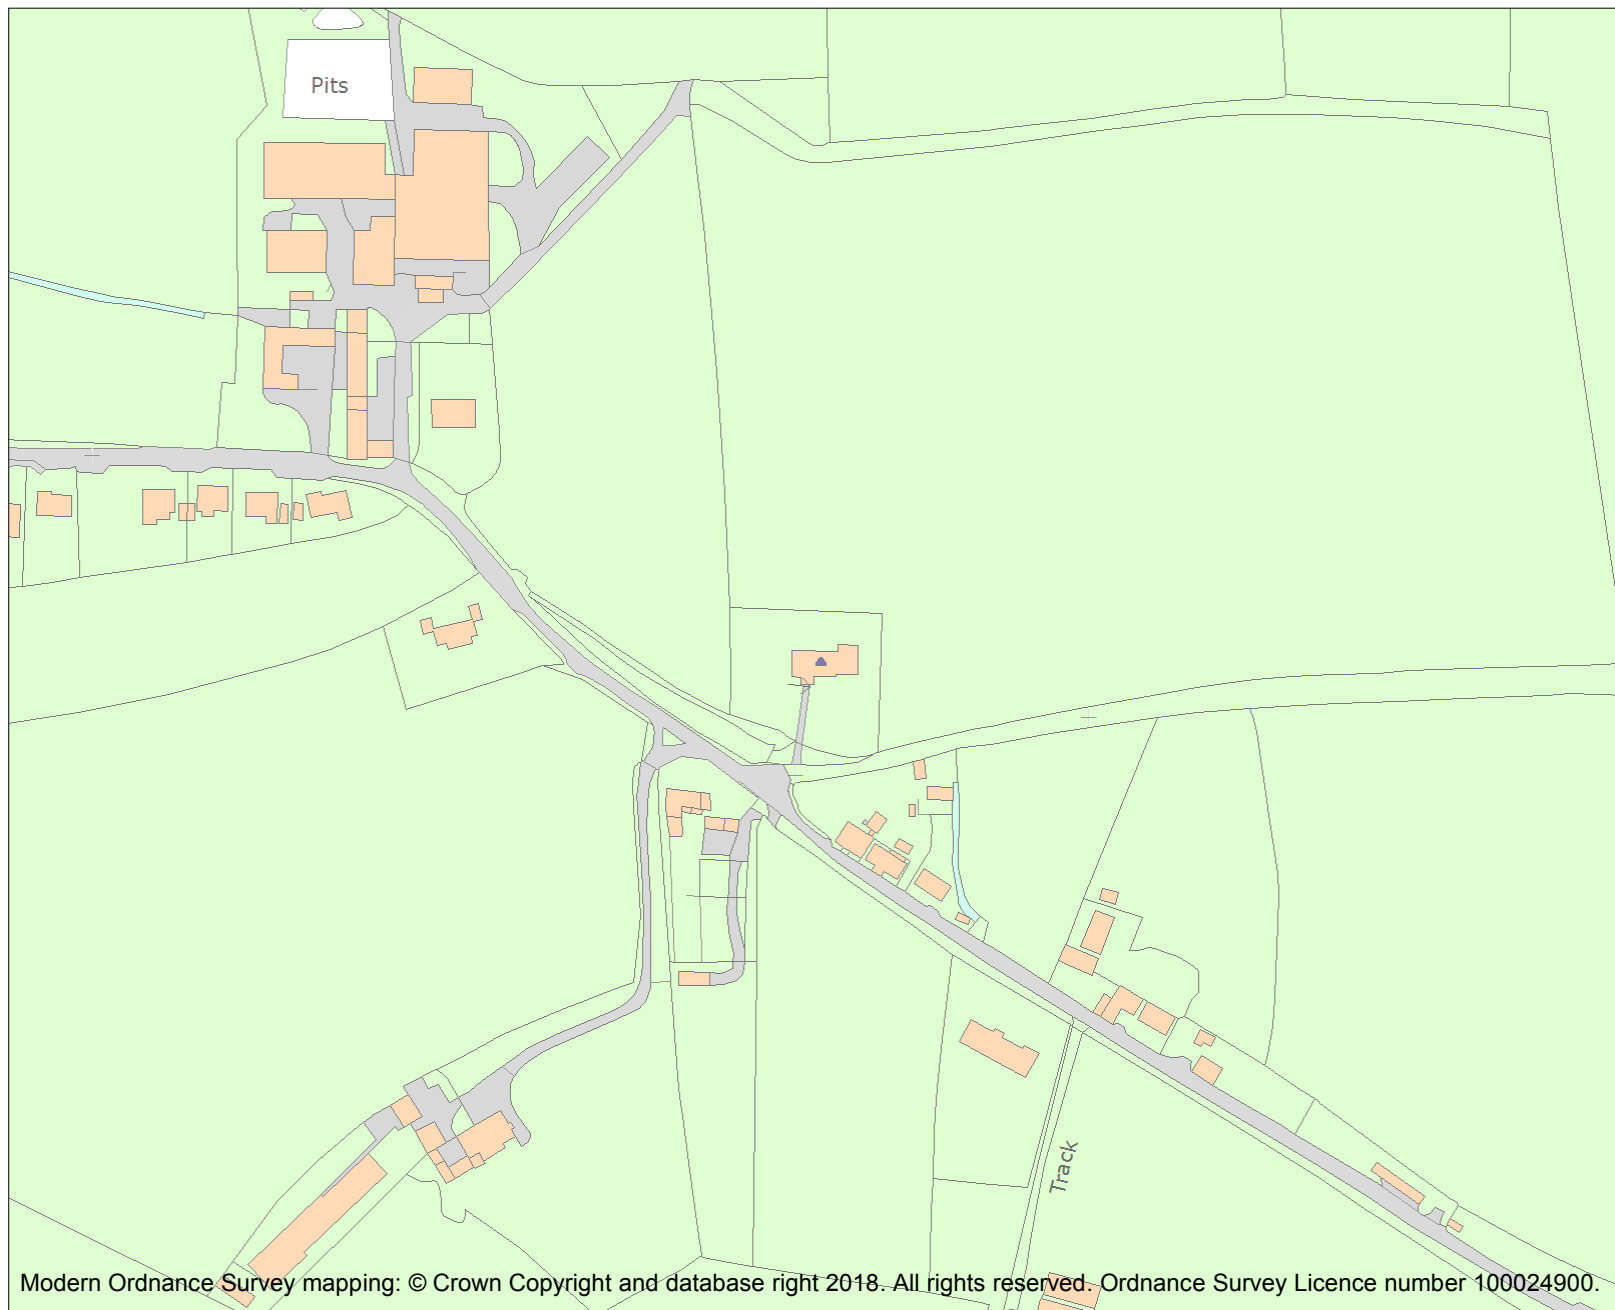 Pits
Track
Modern Ordnance Survey mapping: © Crown Copyright and database right 2018. All rights reserved. Ordnance Survey Licence number 100024900.